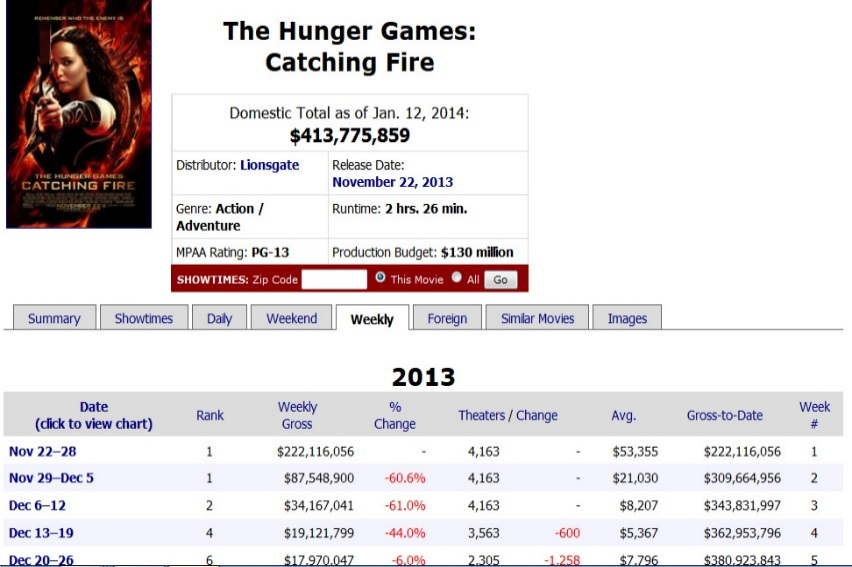 REMEMBER WHO THE ENEMY IS
THE HUNGER GAMES
CATCHING FIRE
The Hunger Games:
Catching Fire
Domestic Total as of Jan. 12, 2014:
$413,775,859
Distributor: Lionsgate Release Date:
November 22, 2013
Genre: Action / Runtime: 2 hrs. 26 min.
Adventure
MPAA Rating: PG-13 Production Budget: $130 million
SHOWTIMES: Zip Code This Movie All Go
Summary Showtimes Daily Weekend Weekly Foreign Similar Movies Images
2013
Date Rank Weekly % Theaters / Change Avg. Gross-to-Date Week
(click to view chart) Gross Change #
Nov 22–28 1 $222,116,056 - 4,163 - $53,355 $222,116,056 1
Nov 29–Dec 5 1 $87,548,900 -60.6% 4,163 - $21,030 $309,664,956 2
Dec 6–12 2 $34,167,041 -61.0% 4,163 - $8,207 $343,831,997 3
Dec 13–19 4 $19,121,799 -44.0% 3,563 -600 $5,367 $362,953,796 4
Dec 20–26 6 $17,970,047 -6.0% 2,305 -1,258 $7,796 $380,923,843 5